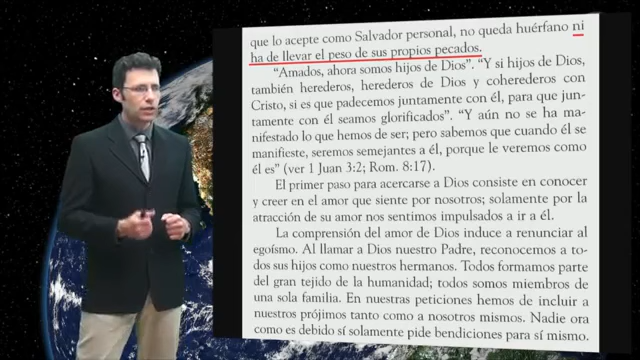 que lo acepte como Salvador personal, no queda huérfano ni
ha de llevar el peso de sus propios pecados.
“Amados, ahora somos hijos de Dios”. “Y si hijos de Dios,
también herederos, herederos de Dios y coherederos con
Cristo, si es que padecemos juntamente con él, para que jun-
tamente con él seamos glorificados”. “Y aún no se ha ma-
nifestado lo que hemos de ser; pero sabemos que cuando él se
manifieste, seremos semejantes a él, porque le veremos como
él es” (ver 1 Juan 3:2; Rom. 8:17).
El primer paso para acercarse a Dios consiste en conocer
y creer en el amor que siente por nosotros; solamente por la
atracción de su amor nos sentimos impulsados a ir a él.
La comprensión del amor de Dios induce a renunciar al
egoísmo. Al llamar a Dios nuestro Padre, reconocemos a to-
dos sus hijos como nuestros hermanos. Todos formamos parte
del gran tejido de la humanidad; todos somos miembros de
una sola familia. En nuestras peticiones hemos de incluir a
nuestros prójimos tanto como a nosotros mismos. Nadie ora
como es debido sí solamente pide bendiciones para sí mismo.